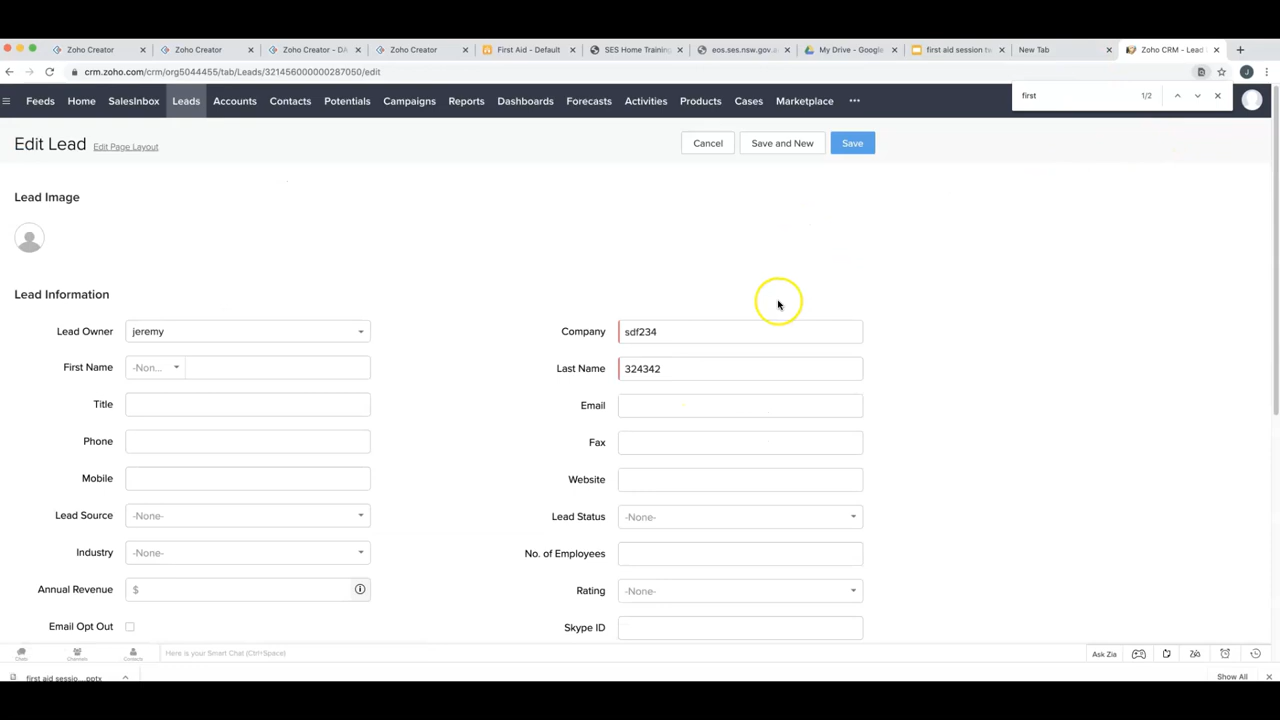 Zoho Creator
Zoho Creator
Zoho Creator - DA
Zoho Creator
First Aid - Default
SES Home Training
eos.ses.nsw.gov.a
My Drive - Google
first aid session tw
New Tab
Zoho CRM - Lead
crm.zoho.com/crm/org5044455/tab/Leads/321456000000287050/edit
Feeds Home SalesInbox Leads Accounts Contacts Potentials Campaigns Reports Dashboards Forecasts Activities Products Cases Marketplace •••
first 1/2
Edit Lead Edit Page Layout
Cancel Save and New Save
Lead Image
Lead Information
Lead Owner jeremy Company sdf234
First Name -Non... Last Name 324342
Title Email
Phone Fax
Mobile Website
Lead Source -None- Lead Status -None-
Industry -None- No. of Employees
Annual Revenue $ Rating -None-
Email Opt Out Skype ID
Chats Channels Contacts Here is your Smart Chat (Ctrl+Space) Ask Zia
first aid sessio....pptx Show All